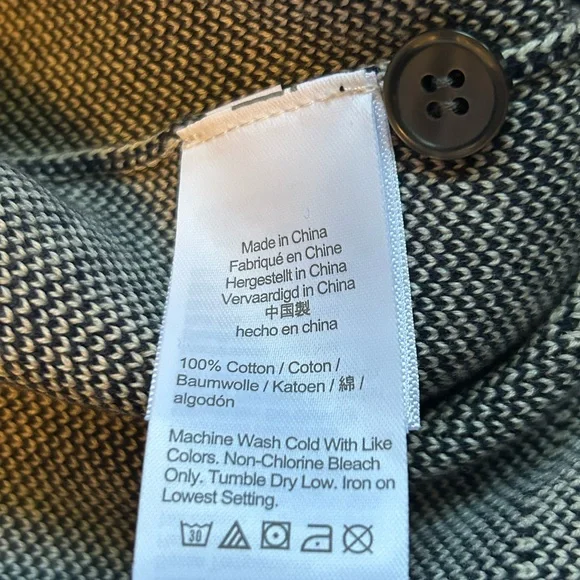 Made in China
Fabriqué en Chine
Hergestellt in China
Vervaardigd in China
中国製
hecho en china
100% Cotton / Coton /
Baumwolle / Katoen / 綿 /
algodón
Machine Wash Cold With Like
Colors. Non-Chlorine Bleach
Only. Tumble Dry Low. Iron on
Lowest Setting.
30